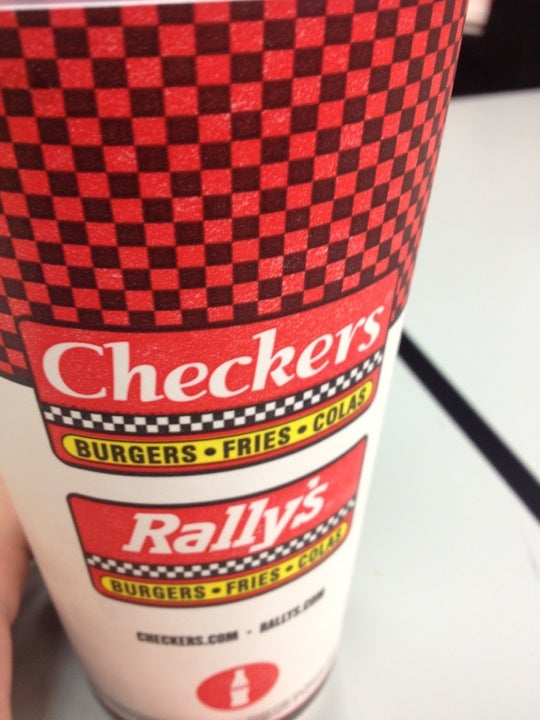 Checkers
BURGERS • FRIES • COLAS
Rally's
BURGERS • FRIES • COLAS
CHECKERS.COM - RALLYS.COM